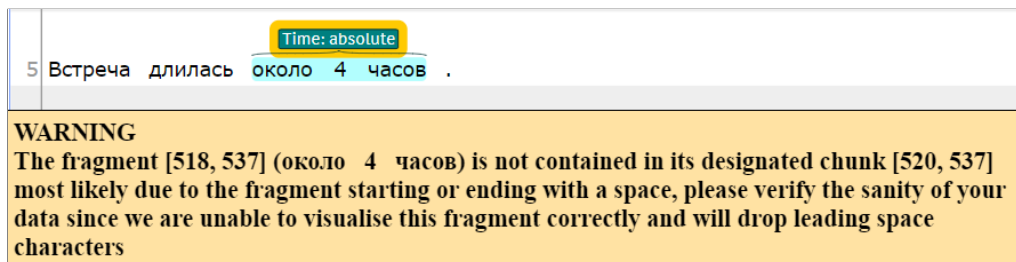 Time: absolute
5 Встреча длилась около 4 часов .
WARNING
The fragment [518, 537] (около 4 часов) is not contained in its designated chunk [520, 537]
most likely due to the fragment starting or ending with a space, please verify the sanity of your
data since we are unable to visualise this fragment correctly and will drop leading space
characters